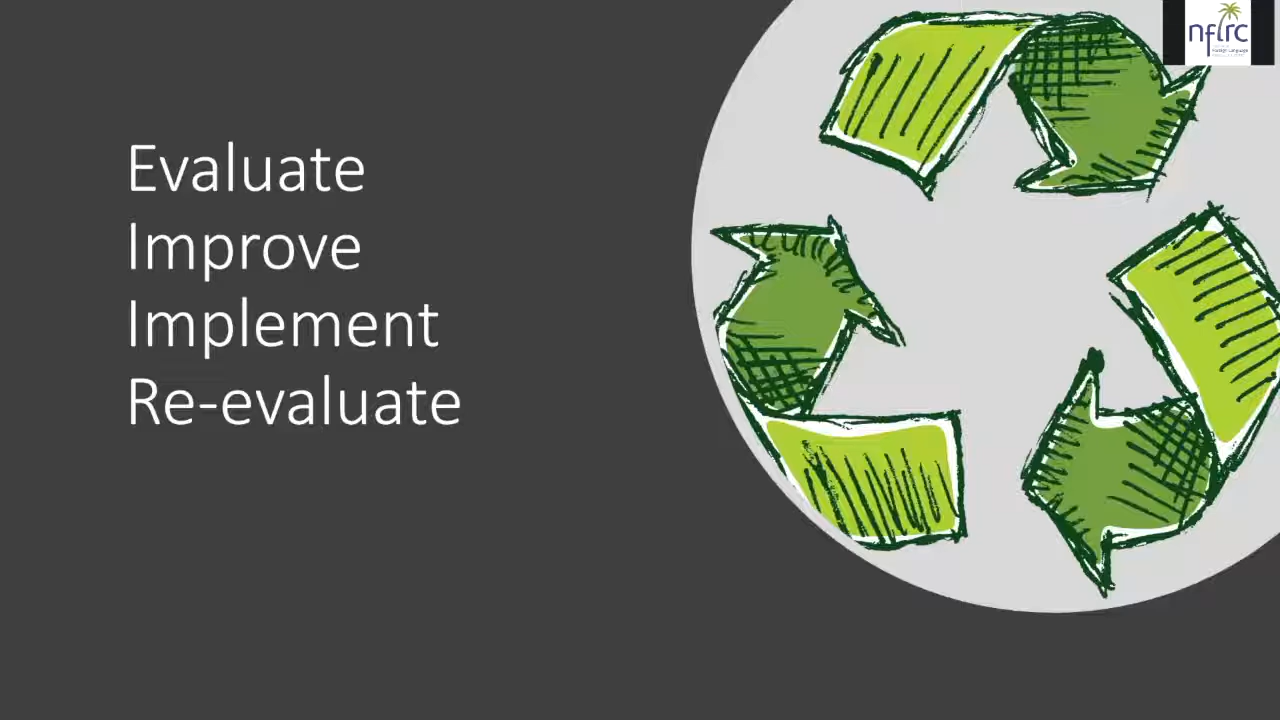 Evaluate
Improve
Implement
Re-evaluate
nflrc